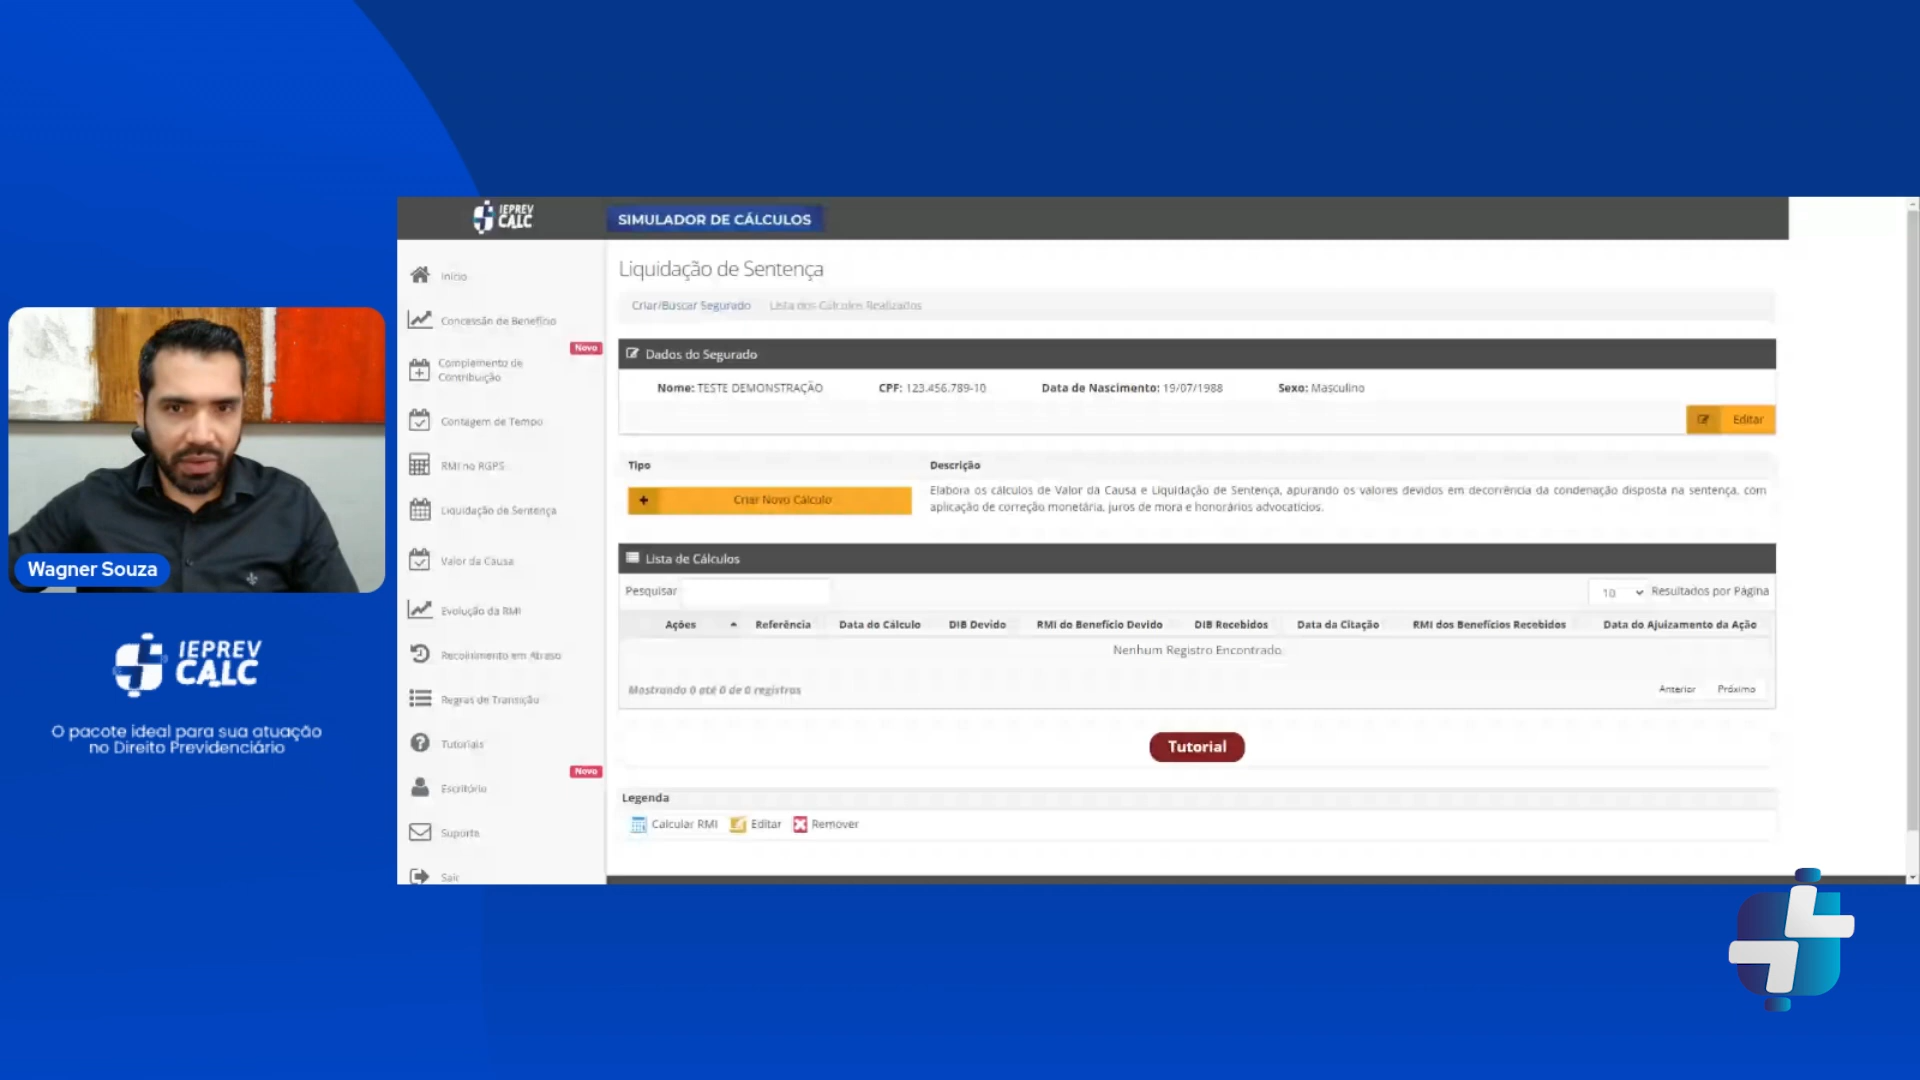 IEPREV
CALC
SIMULADOR DE CÁLCULOS
Início
Concessão de Benefício
Novo
Complemento de
Contribuição
Contagem de Tempo
RMI no RGPS
Liquidação de Sentença
Valor da Causa
Evolução da RMI
Recolhimento em Atraso
Regras de Transição
Tutoriais
Novo
Escritório
Suporte
Sair
Liquidação de Sentença
Criar/Buscar Segurado Lista dos Cálculos Realizados
Dados do Segurado
Nome: TESTE DEMONSTRAÇÃO CPF: 123.456.789-10 Data de Nascimento: 19/07/1988 Sexo: Masculino
Editar
Tipo Descrição
+ Criar Novo Cálculo
Elabora os cálculos de Valor da Causa e Liquidação de Sentença, apurando os valores devidos em decorrência da condenação disposta na sentença, com
aplicação de correção monetária, juros de mora e honorários advocatícios.
Lista de Cálculos
Pesquisar 10 Resultados por Página
Ações Referência Data do Cálculo DIB Devido RMI do Benefício Devido DIB Recebidos Data da Citação RMI dos Benefícios Recebidos Data do Ajuizamento da Ação
Nenhum Registro Encontrado
Mostrando 0 até 0 de 0 registros Anterior Próximo
Tutorial
Legenda
Calcular RMI Editar Remover
Wagner Souza
IEPREV
CALC
O pacote ideal para sua atuação
no Direito Previdenciário